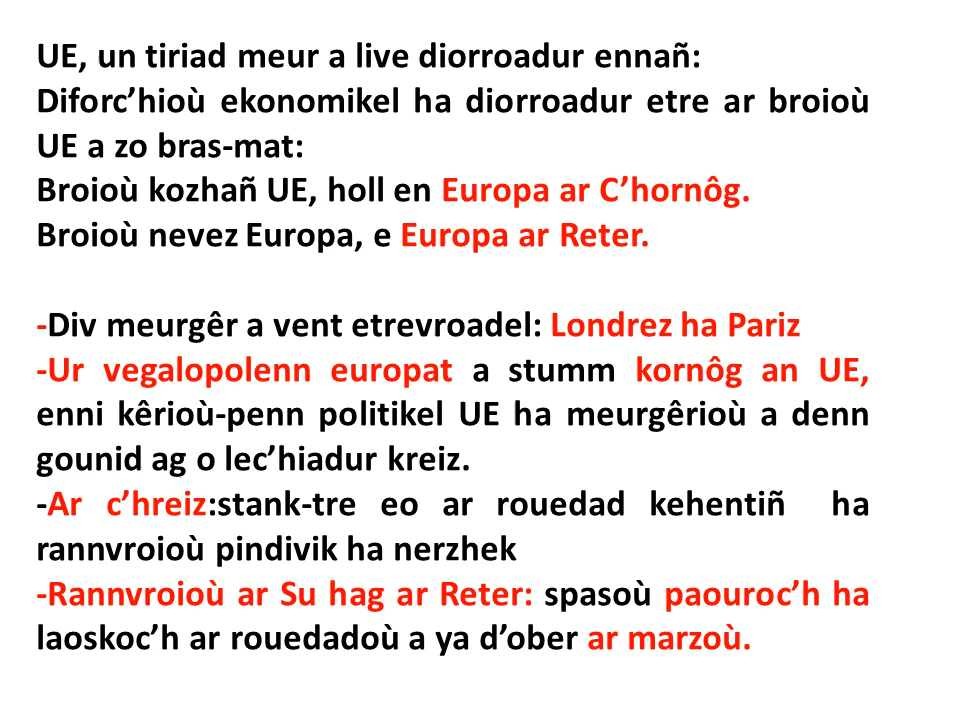 UE, un tiriad meur a live diorroadur ennañ:
Diforc’hioù ekonomikel ha diorroadur etre ar broioù
UE a zo bras-mat:
Broioù kozhañ UE, holl en Europa ar C’hornôg.
Broioù nevez Europa, e Europa ar Reter.
-Div meurgêr a vent etrevroadel: Londrez ha Pariz
-Ur vegalopolenn europat a stumm kornôg an UE,
enni kêrioù-penn politikel UE ha meurgêrioù a denn
gounid ag o lec’hiadur kreiz.
-Ar c’hreiz:stank-tre eo ar rouedad kehentiñ ha
rannvroioù pindivik ha nerzhek
-Rannvroioù ar Su hag ar Reter: spasoù paouroc’h ha
laoskoc’h ar rouedadoù a ya d’ober ar marzoù.